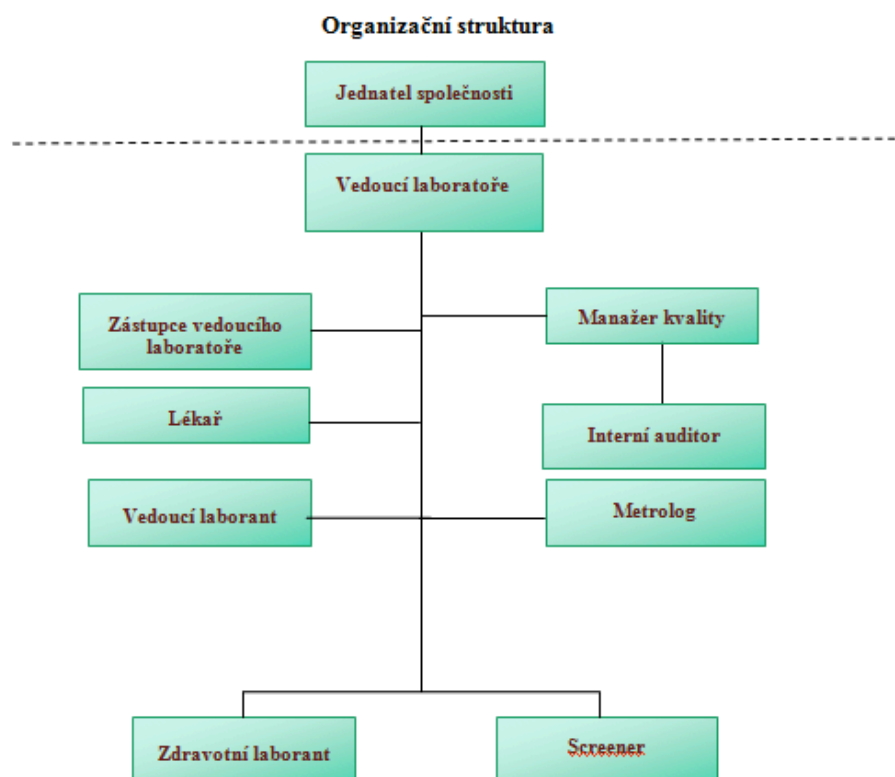 Organizační struktura
Jednatel společnosti
Vedoucí laboratoře
Zástupce vedoucího
laboratoře
Manažer kvality
Lékař
Interní auditor
Vedoucí laborant
Metrolog
Zdravotní laborant
Screener